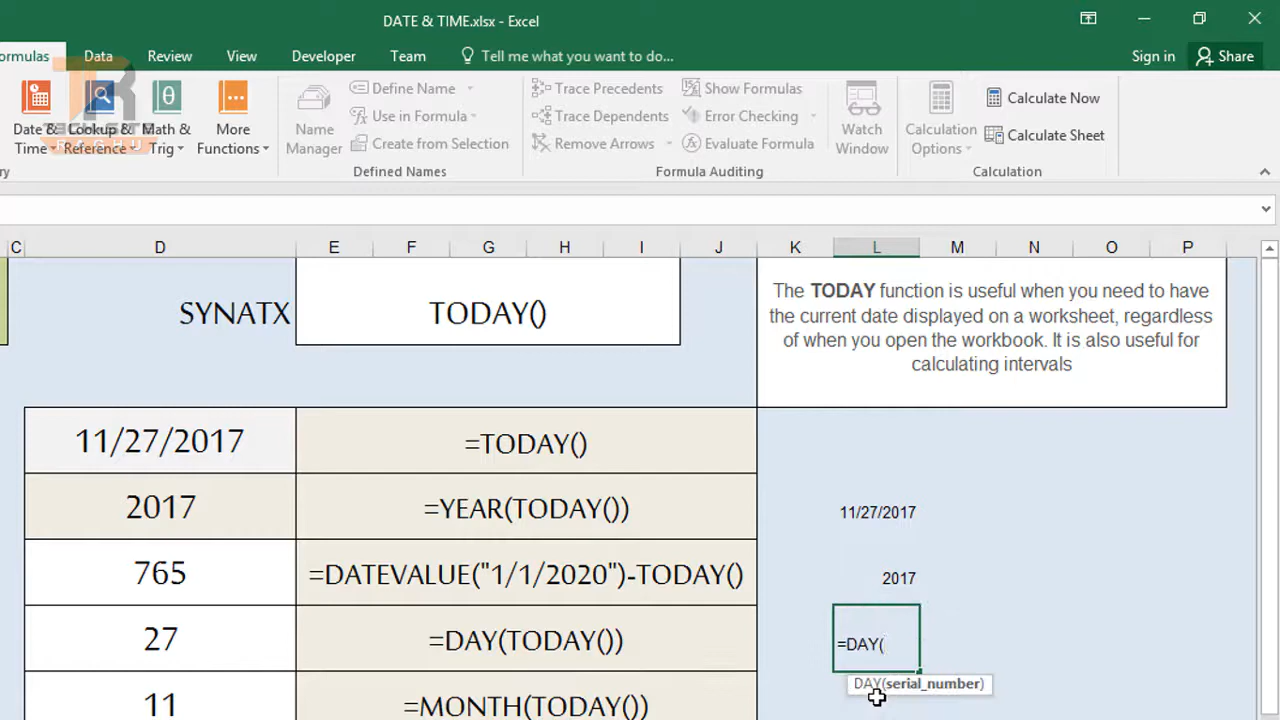 DATE & TIME.xlsx - Excel
Formulas Data Review View Developer Team Tell me what you want to do... Sign in Share
Date & Time Lookup & Reference Math & Trig More Functions
Name Manager
Define Name
Use in Formula
Create from Selection
Defined Names
Trace Precedents Show Formulas
Trace Dependents Error Checking
Remove Arrows Evaluate Formula
Formula Auditing
Watch Window
Calculation Options
Calculate Now
Calculate Sheet
Calculation
C D E F G H I J K L M N O P
SYNATX TODAY()
The TODAY function is useful when you need to have
the current date displayed on a worksheet, regardless
of when you open the workbook. It is also useful for
calculating intervals
11/27/2017 =TODAY()
2017 =YEAR(TODAY()) 11/27/2017
765 =DATEVALUE("1/1/2020")-TODAY() 2017
27 =DAY(TODAY()) =DAY(
DAY(serial_number)
11 =MONTH(TODAY())